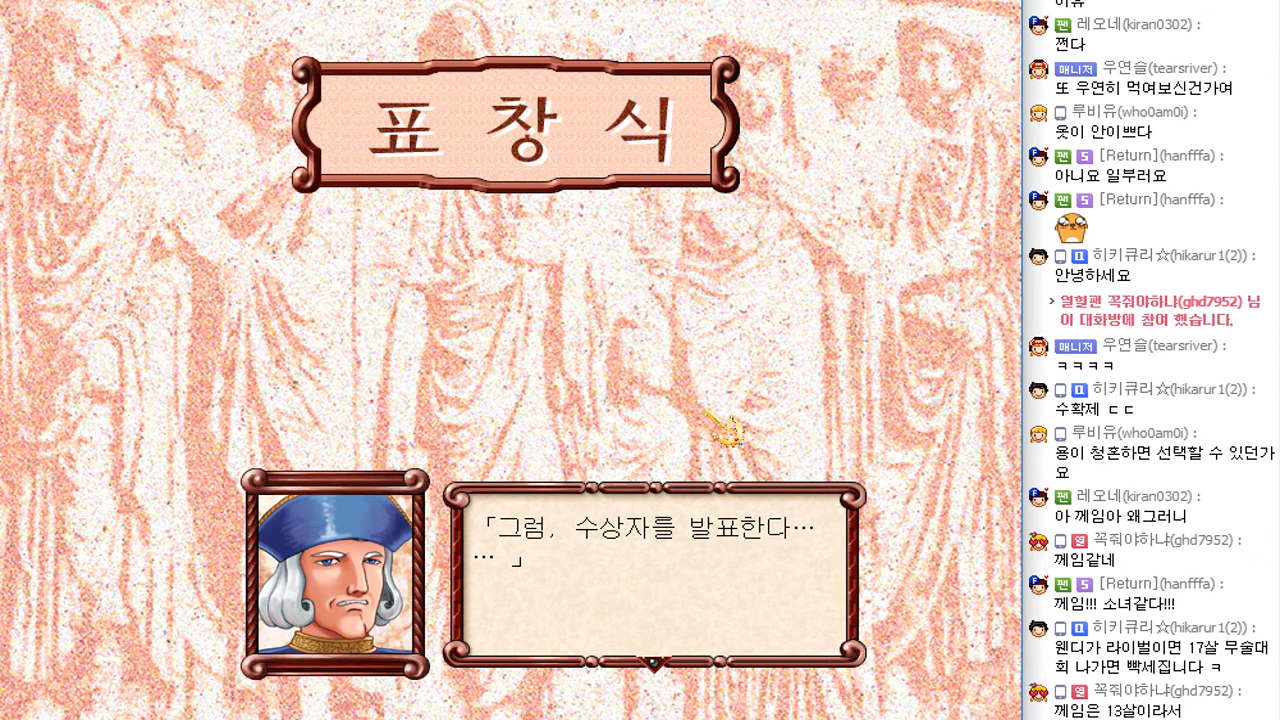 표 창 식
「그럼, 수상자를 발표한다…
… 」
이유
팬 레오네(kiran0302) :
쩐다
매니저 우연슬(tearsriver) :
또 우연히 먹여보신건가여
루비유(who0am0i) :
옷이 안이쁘다
팬 S [Return](hanfffa) :
아니요 일부러요
팬 S [Return](hanfffa) :
히키큐리☆(hikarur1(2)) :
안녕하세요
> 열혈팬 꼭줘야하냐(ghd7952) 님
이 대화방에 참여 했습니다.
매니저 우연슬(tearsriver) :
ㅋㅋㅋㅋ
히키큐리☆(hikarur1(2)) :
수확제 ㄷㄷ
루비유(who0am0i) :
용이 청혼하면 선택할 수 있던가
요
팬 레오네(kiran0302) :
아 께임아 왜그러니
열 꼭줘야하냐(ghd7952) :
께임같네
팬 S [Return](hanfffa) :
께임!!! 소녀같다!!!
히키큐리☆(hikarur1(2)) :
웬디가 라이벌이면 17살 무술대
회 나가면 빡세집니다 ㅋ
열 꼭줘야하냐(ghd7952) :
께임은 13살이라서